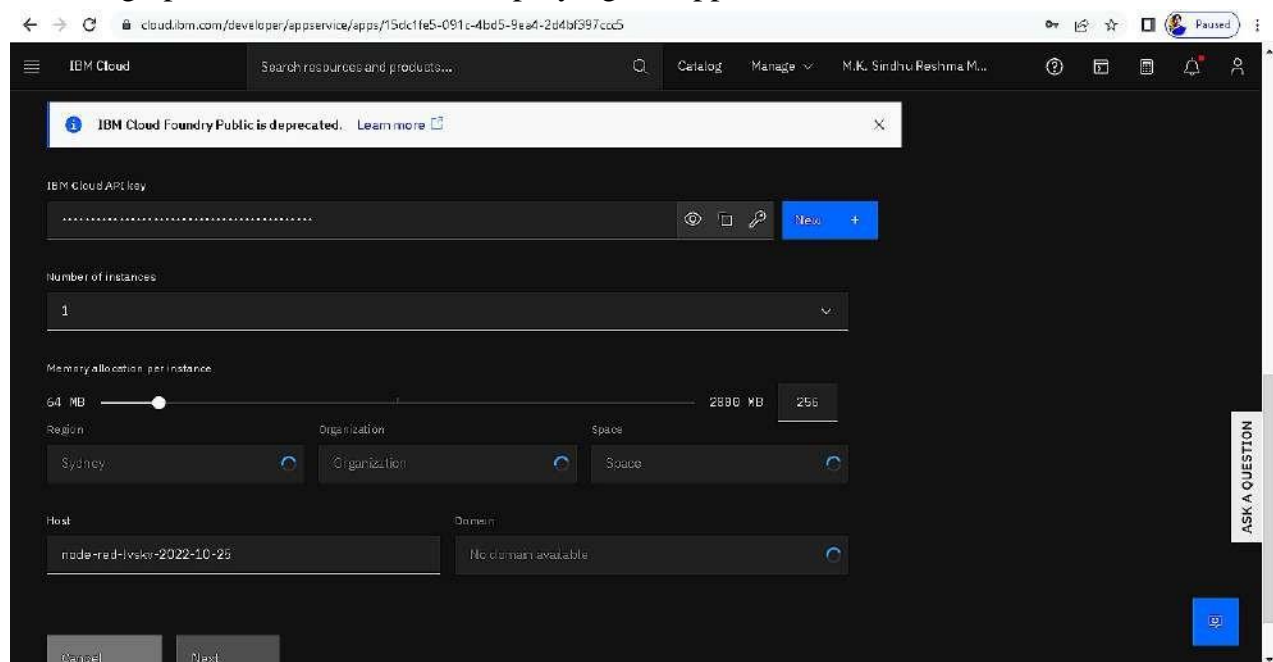 cloud.ibm.com/developer/appservice/apps/15dc1fe5-091c-4bd5-9ea4-2d4bf397ccc5
Paused
IBM Cloud
Search resources and products...
Catalog
Manage
M.K. Sindhu Reshma M...
IBM Cloud Foundry Public is deprecated. Learn more
IBM Cloud API key
New +
Number of instances
1
Memory allocation per instance
64 MB
MB 256
Region Organization Space
Sydney Organization Space
Host Domain
node-red-lvskv-2022-10-25 No domain available
ASK A QUESTION
Cancel Next